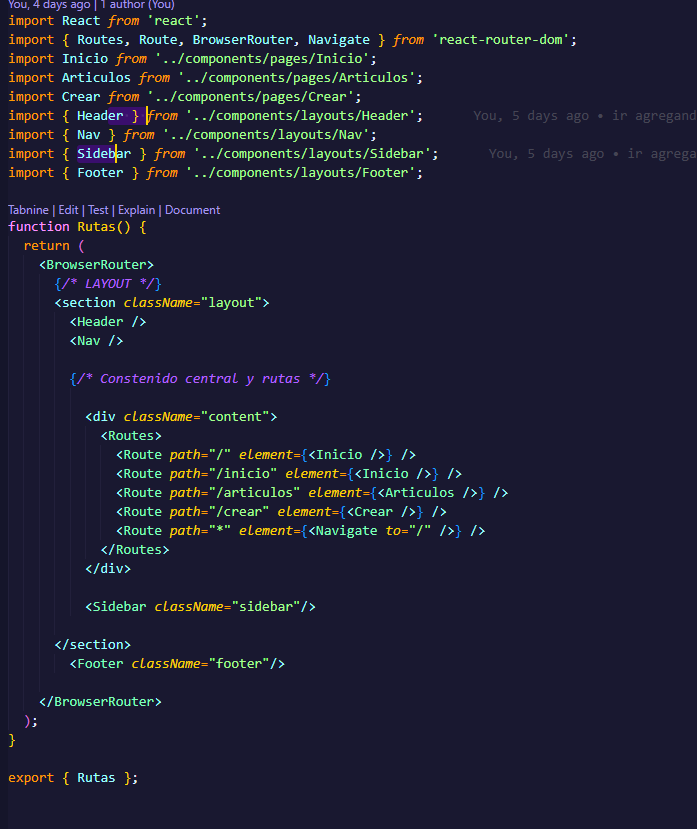 You, 4 days ago | 1 author (You)
import React from 'react';
import { Routes, Route, BrowserRouter, Navigate } from 'react-router-dom';
import Inicio from '../components/pages/Inicio';
import Articulos from '../components/pages/Articulos';
import Crear from '../components/pages/Crear';
import { Header } from '../components/layouts/Header'; You, 5 days ago • ir agregand
import { Nav } from '../components/layouts/Nav';
import { Sidebar } from '../components/layouts/Sidebar'; You, 5 days ago • ir agrega
import { Footer } from '../components/layouts/Footer';
Tabnine | Edit | Test | Explain | Document
function Rutas() {
return (
<BrowserRouter>
{/* LAYOUT */}
<section className="layout">
<Header />
<Nav />
{/* Constenido central y rutas */}
<div className="content">
<Routes>
<Route path="/" element={<Inicio />} />
<Route path="/inicio" element={<Inicio />} />
<Route path="/articulos" element={<Articulos />} />
<Route path="/crear" element={<Crear />} />
<Route path="*" element={<Navigate to="/" />} />
</Routes>
</div>
<Sidebar className="sidebar"/>
</section>
<Footer className="footer"/>
</BrowserRouter>
);
}
export { Rutas };